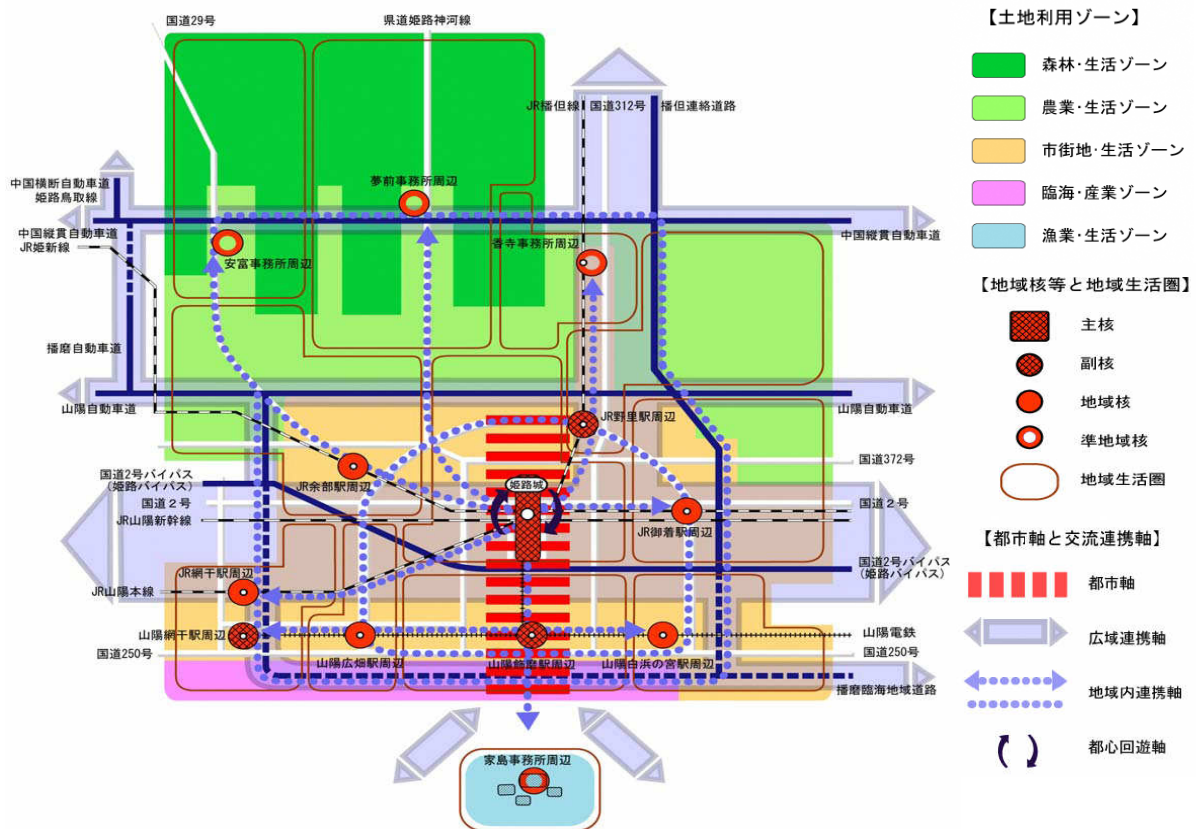 国道29号
県道姫路神河線
JR播但線
国道312号
播但連絡道路
中国横断自動車道
姫路鳥取線
夢前事務所周辺
中国縦貫自動車道
JR姫新線
安富事務所周辺
香寺事務所周辺
中国縦貫自動車道
播磨自動車道
山陽自動車道
山陽自動車道
JR野里駅周辺
国道372号
国道2号バイパス
(姫路バイパス)
JR余部駅周辺
姫路城
国道2号
国道2号
JR山陽新幹線
JR御着駅周辺
国道2号バイパス
(姫路バイパス)
JR網干駅周辺
JR山陽本線
山陽網干駅周辺
山陽電鉄
国道250号
国道250号
山陽広畑駅周辺
山陽飾磨駅周辺
山陽白浜の宮駅周辺
播磨臨海地域道路
家島事務所周辺
【土地利用ゾーン】
森林・生活ゾーン
農業・生活ゾーン
市街地・生活ゾーン
臨海・産業ゾーン
漁業・生活ゾーン
【地域核等と地域生活圏】
主核
副核
地域核
準地域核
地域生活圏
【都市軸と交流連携軸】
都市軸
広域連携軸
地域内連携軸
都心回遊軸